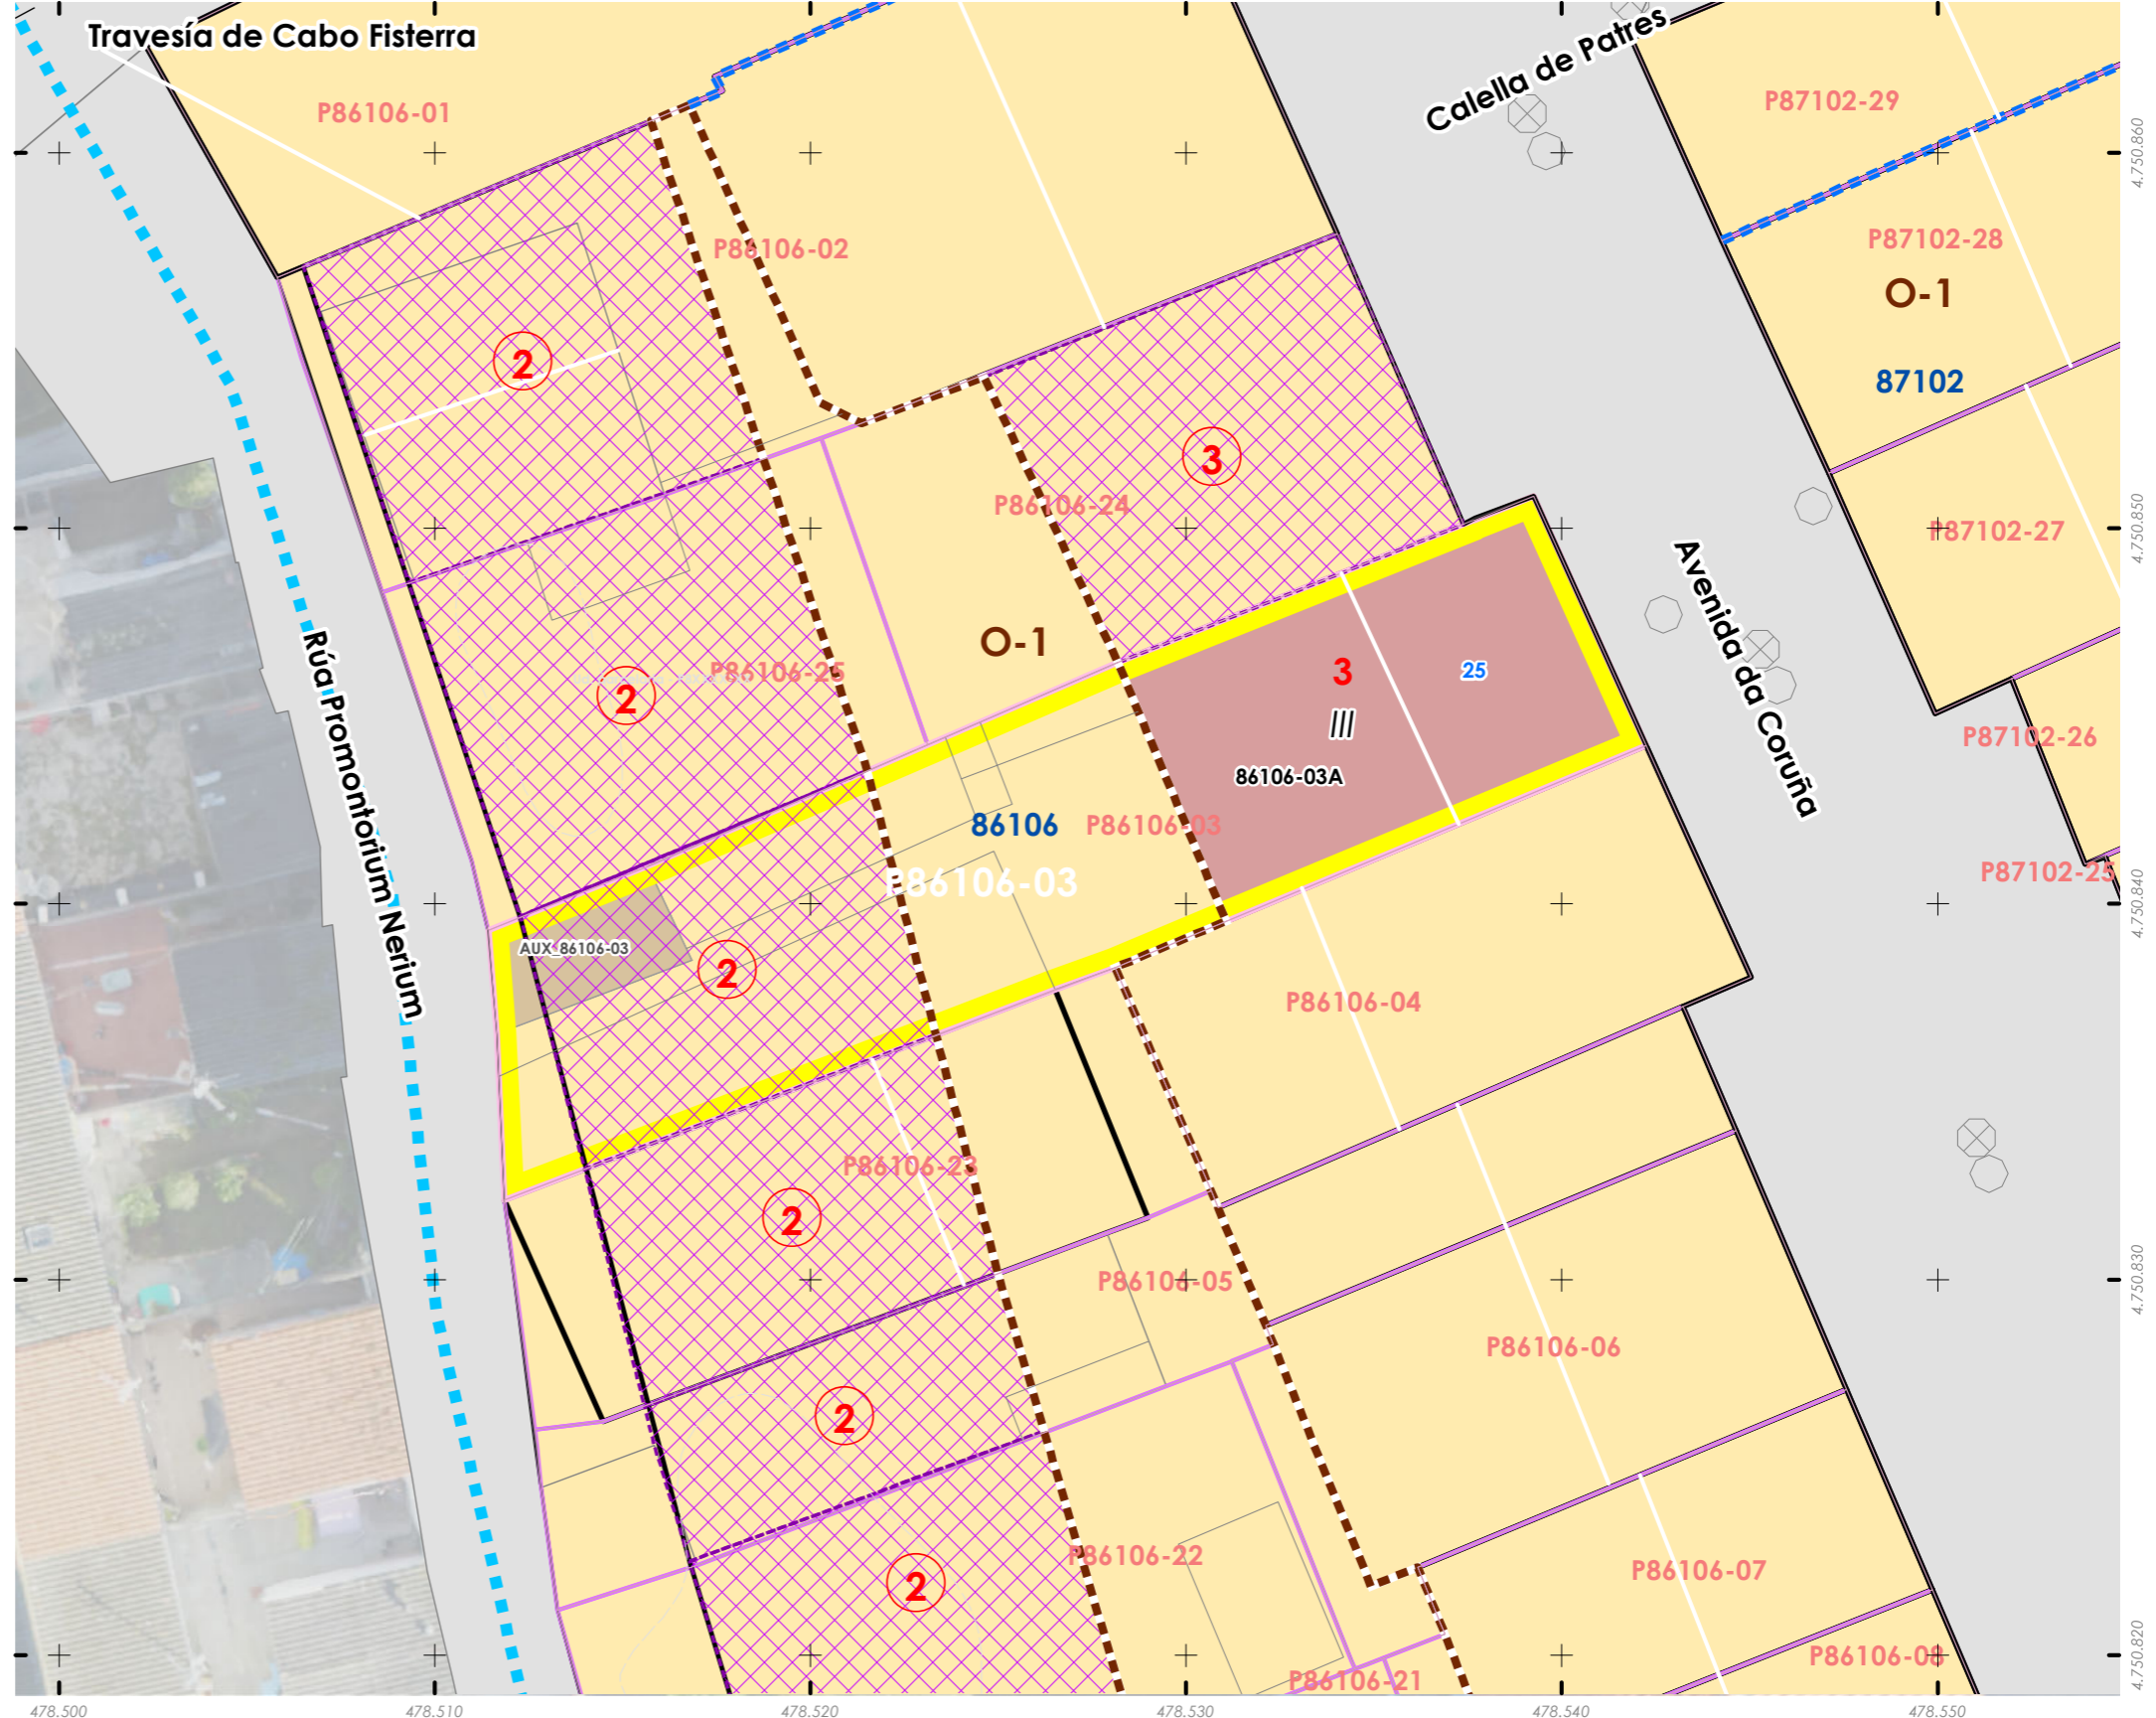 Travesía de Cabo Fisterra
Calella de Patres
P86106-01
P87102-29
4.750.860
P86106-02
P87102-28
O-1
2
87102
3
P86106-24
P87102-27
4.750.850
Avenida da Coruña
O-1
Rúa Promontorium Nerium
P86106-25
2
3
25
III
P87102-26
86106-03A
86106
P86106-03
P86106-03
P87102-25
4.750.840
AUX_86106-03
2
P86106-04
P86106-23
2
P86106-05
4.750.830
P86106-06
2
P86106-22
P86106-07
2
P86106-08
4.750.820
P86106-21
478.500
478.510
478.520
478.530
478.540
478.550